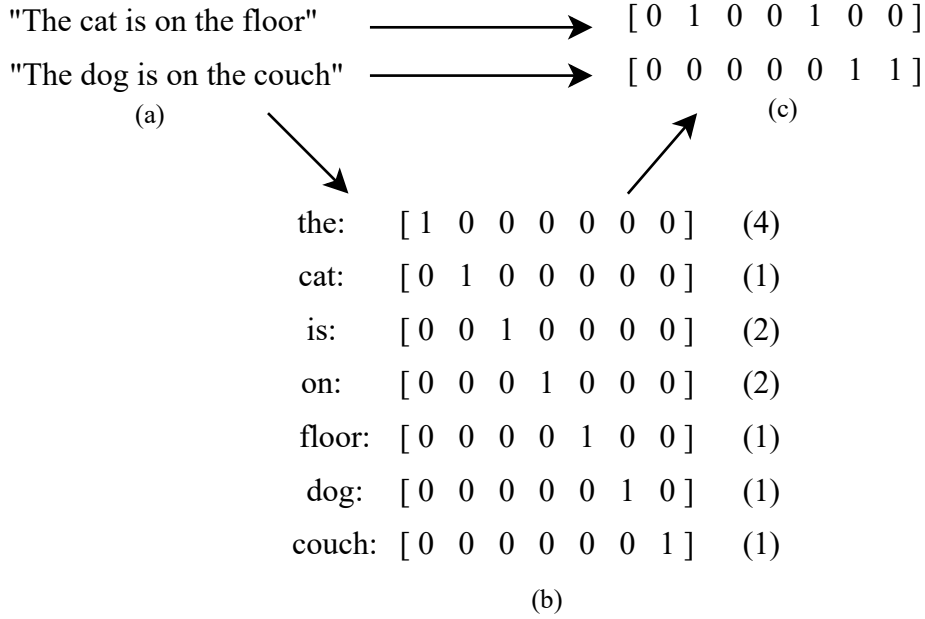 "The cat is on the floor" [ 0 1 0 0 1 0 0 ]
"The dog is on the couch" [ 0 0 0 0 0 1 1 ]
(a) (c)
the: [ 1 0 0 0 0 0 0 ] (4)
cat: [ 0 1 0 0 0 0 0 ] (1)
is: [ 0 0 1 0 0 0 0 ] (2)
on: [ 0 0 0 1 0 0 0 ] (2)
floor: [ 0 0 0 0 1 0 0 ] (1)
dog: [ 0 0 0 0 0 1 0 ] (1)
couch: [ 0 0 0 0 0 0 1 ] (1)
(b)